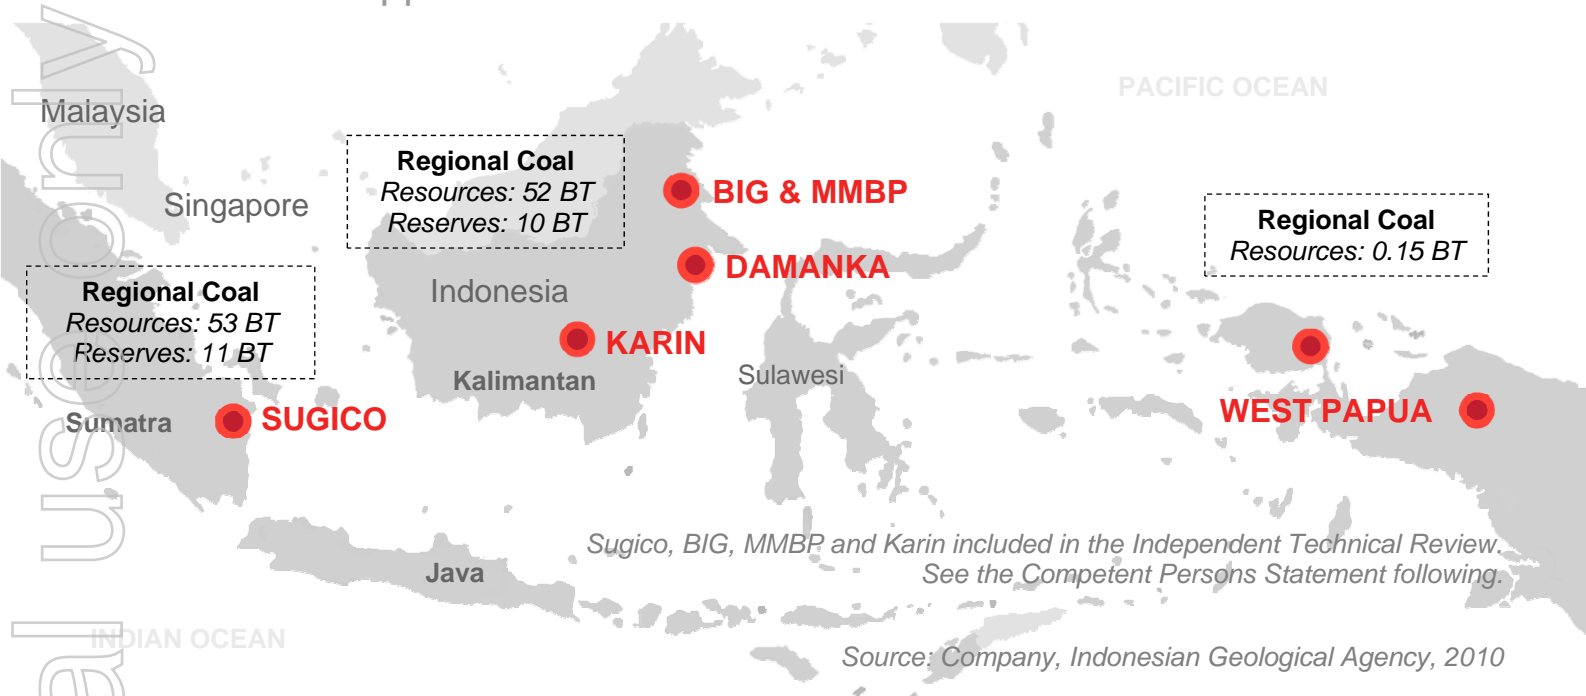 PACIFIC OCEAN
Malaysia
Regional Coal
Resources: 52 BT
Reserves: 10 BT
BIG & MMBP
Singapore
Regional Coal
Resources: 0.15 BT
DAMANKA
Regional Coal
Resources: 53 BT
Reserves: 11 BT
Indonesia
KARIN
Kalimantan
Sulawesi
Sumatra
SUGICO
WEST PAPUA
Sugico, BIG, MMBP and Karin included in the Independent Technical Review.
See the Competent Persons Statement following.
Java
INDIAN OCEAN
Source: Company, Indonesian Geological Agency, 2010
al use only